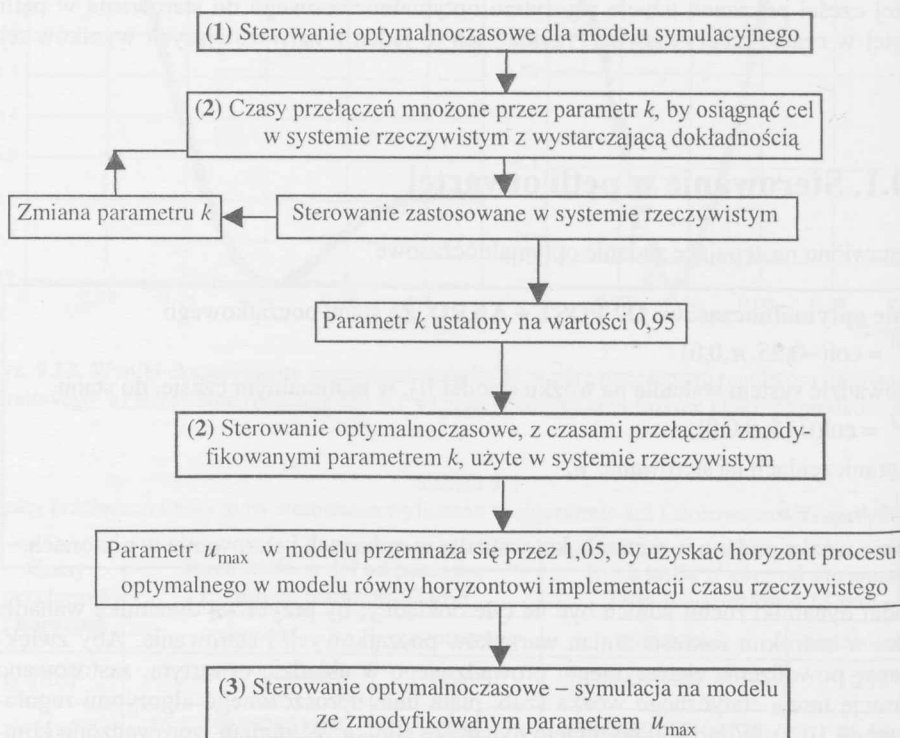 (1) Sterowanie optymalnoczasowe dla modelu symulacyjnego
(2) Czasy przełączeń mnożone przez parametr k, by osiągnąć cel
w systemie rzeczywistym z wystarczającą dokładnością
Zmiana parametru k
Sterowanie zastosowane w systemie rzeczywistym
Parametr k ustalony na wartości 0,95
(2) Sterowanie optymalnoczasowe, z czasami przełączeń zmody-
fikowanymi parametrem k, użyte w systemie rzeczywistym
Parametr u_max w modelu przemnaża się przez 1,05, by uzyskać horyzont procesu
optymalnego w modelu równy horyzontowi implementacji czasu rzeczywistego
(3) Sterowanie optymalnoczasowe – symulacja na modelu
ze zmodyfikowanym parametrem u_max